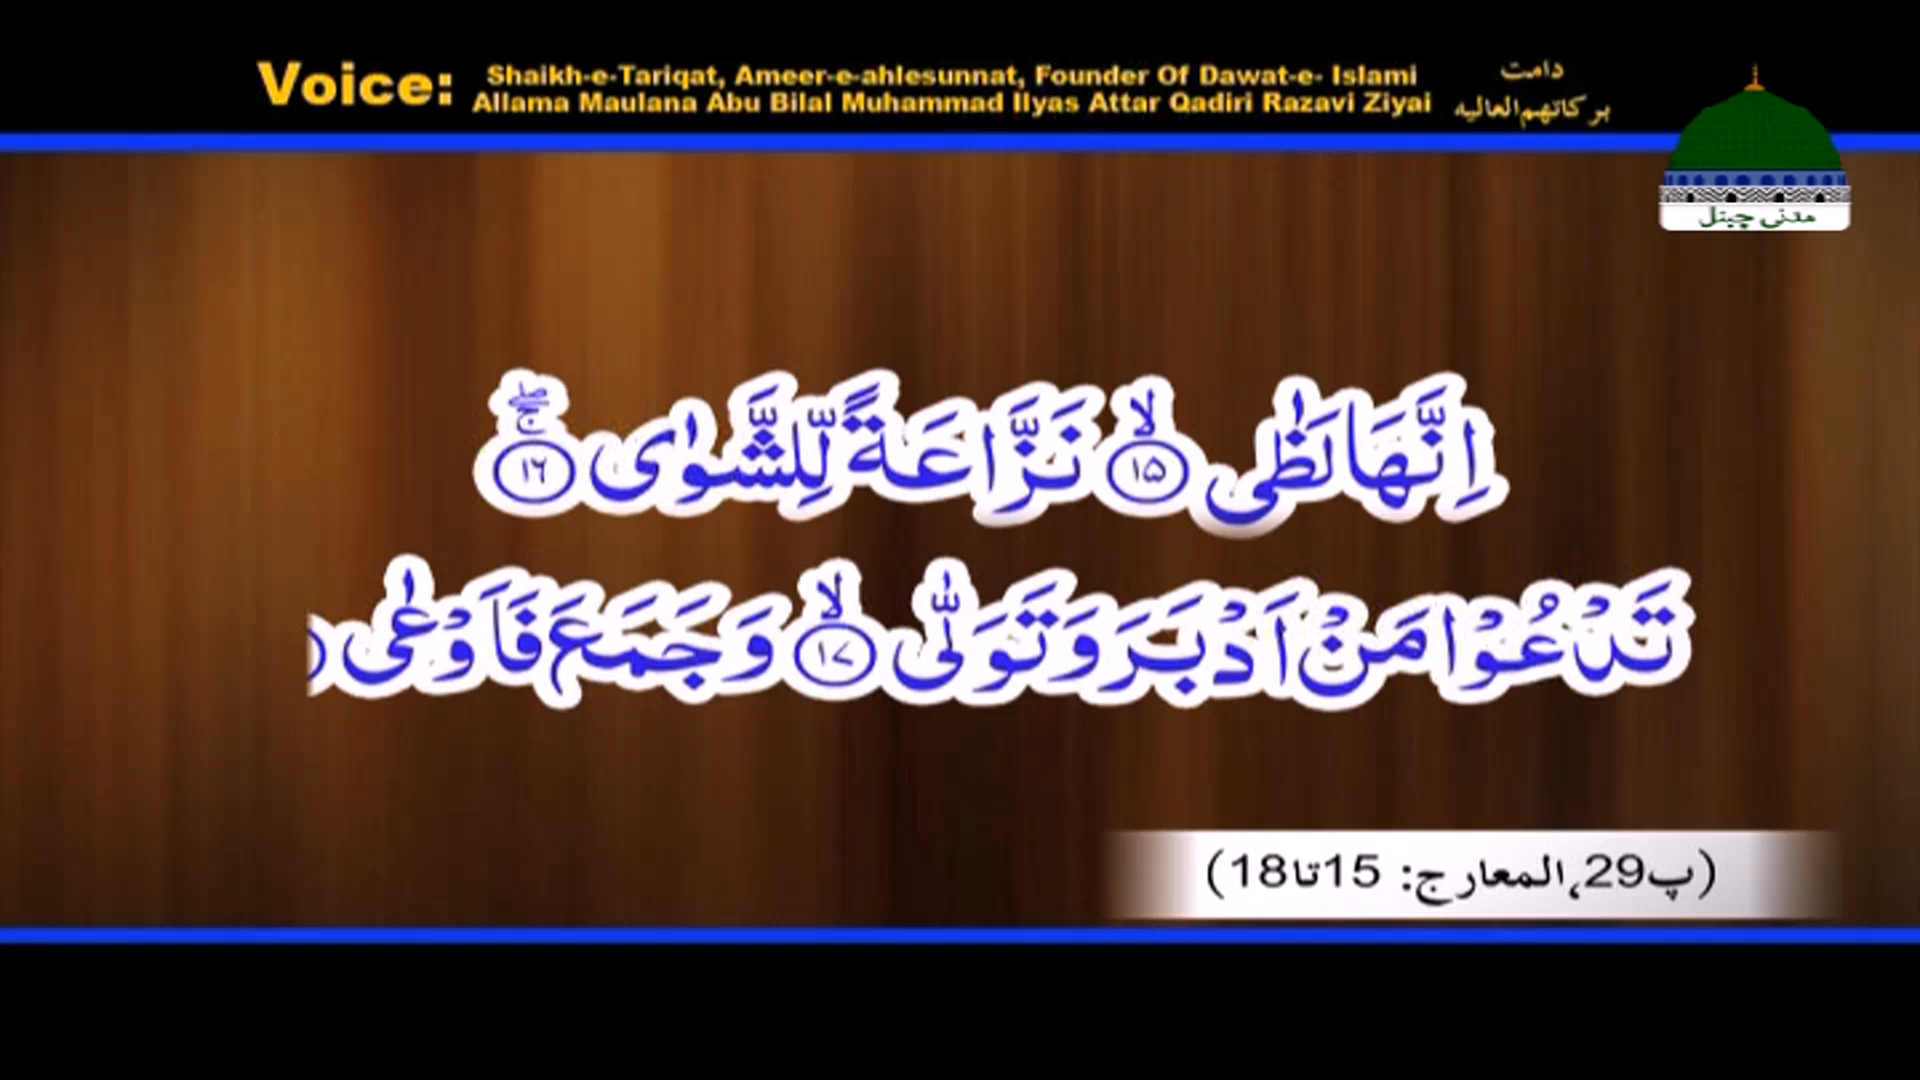 Voice:
Shaikh-e-Tariqat, Ameer-e-ahlesunnat, Founder Of Dawat-e- Islami
Allama Maulana Abu Bilal Muhammad Ilyas Attar Qadiri Razavi Ziyai
دامت
برکاتہم العالیہ
مدنی چینل
اِنَّهَا لَظٰى ۙ﴿۱۵﴾ نَزَّاعَةً لِّلشَّوٰى ۚۖ﴿۱۶﴾
تَدْعُوْا مَنْ اَدْبَرَ وَ تَوَلّٰى ۙ﴿۱۷﴾ وَ جَمَعَ فَاَوْعٰى
(پ29، المعارج: 15تا18)